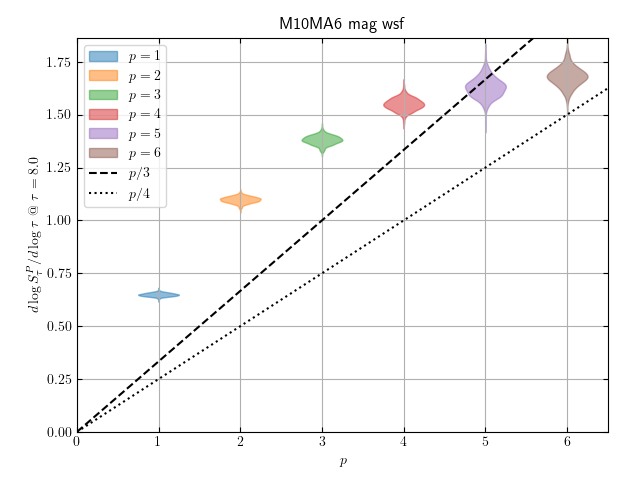 M10MA6 mag wsf
d log S_τ^P / d log τ @ τ = 8.0
1.75
1.50
1.25
1.00
0.75
0.50
0.25
0.00
p = 1
p = 2
p = 3
p = 4
p = 5
p = 6
p/3
p/4
0 1 2 3 4 5 6
p